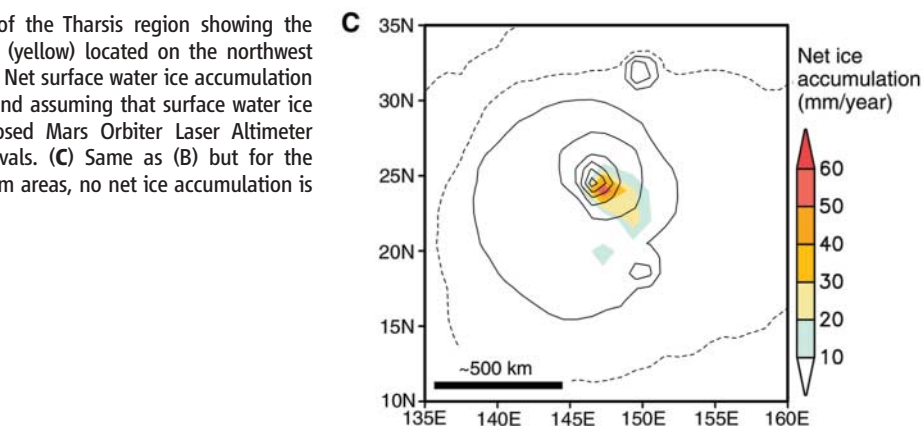 of the Tharsis region showing the
(yellow) located on the northwest
Net surface water ice accumulation
nd assuming that surface water ice
osed Mars Orbiter Laser Altimeter
vals. (C) Same as (B) but for the
m areas, no net ice accumulation is
C
35N
30N
25N
20N
15N
10N
~500 km
135E 140E 145E 150E 155E 160E
Net ice
accumulation
(mm/year)
60
50
40
30
20
10